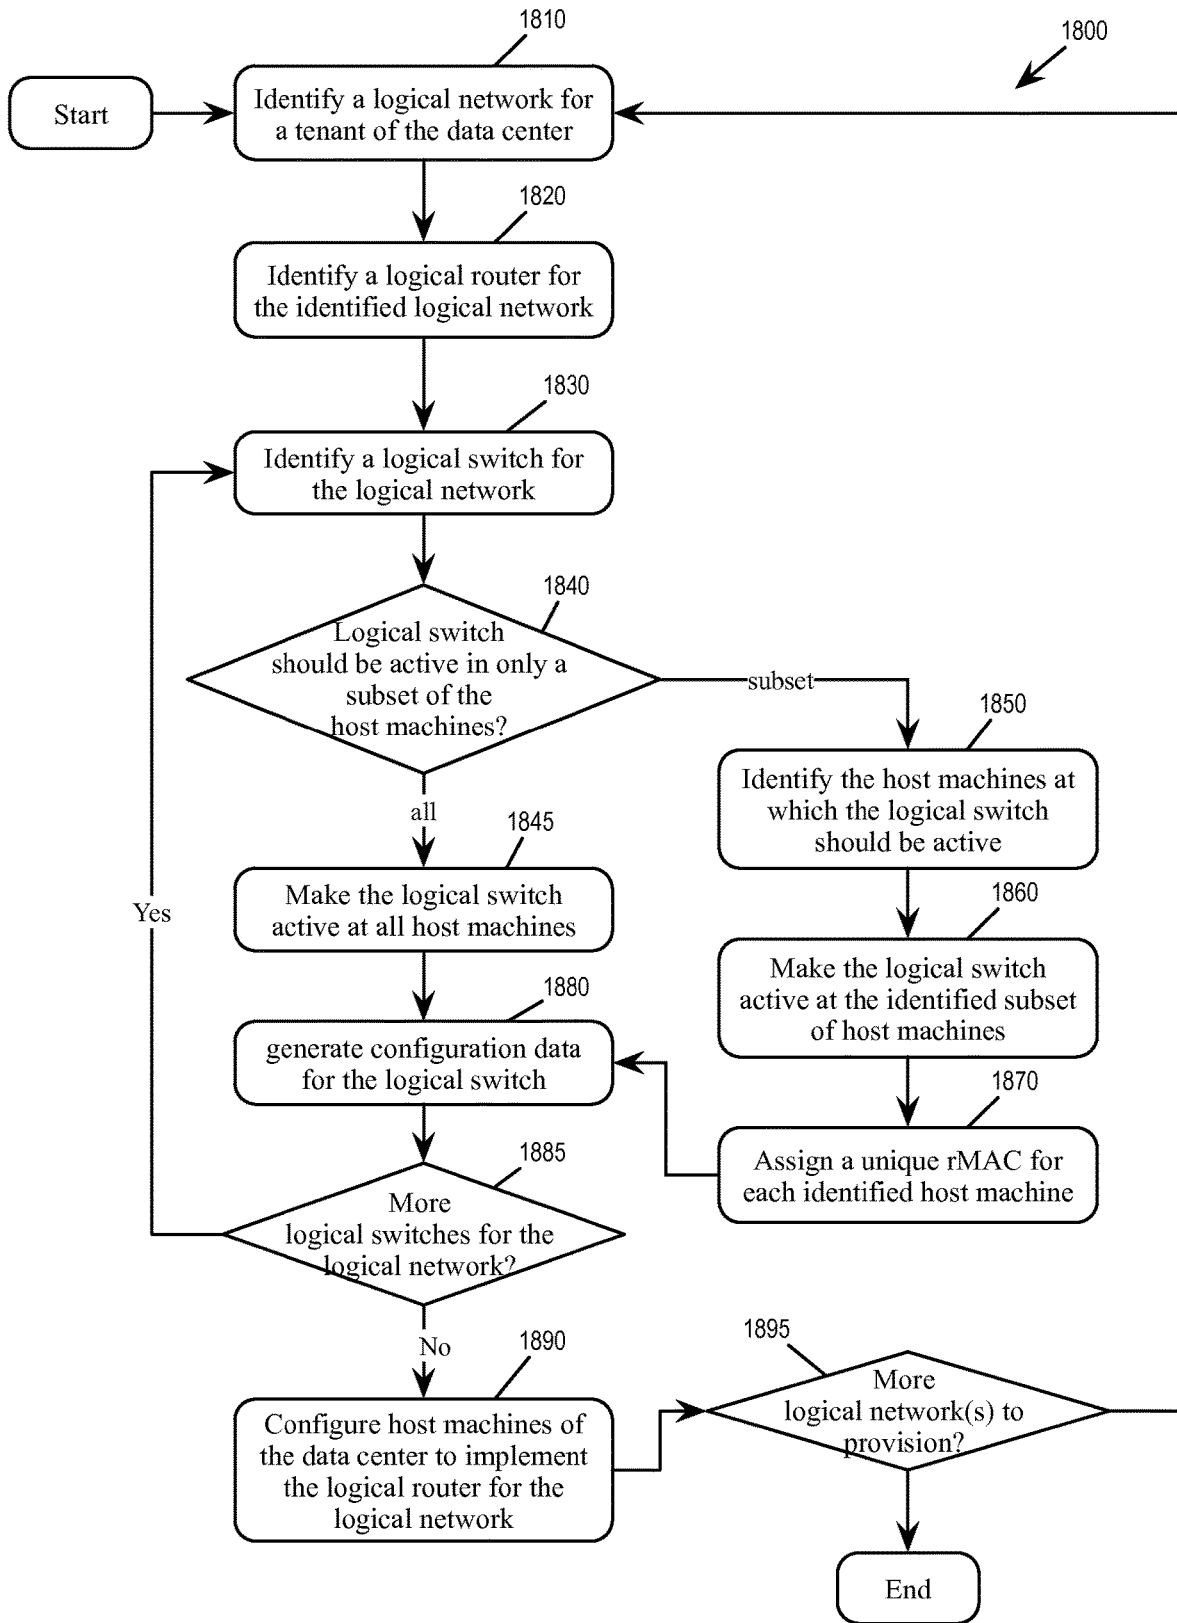 1810
1800
Start
Identify a logical network for
a tenant of the data center
1820
Identify a logical router for
the identified logical network
1830
Identify a logical switch for
the logical network
1840
Logical switch
should be active in only a
subset of the
host machines?
subset
1850
Identify the host machines at
which the logical switch
should be active
all
1845
Make the logical switch
active at all host machines
Yes
1860
Make the logical switch
active at the identified subset
of host machines
1880
generate configuration data
for the logical switch
1870
Assign a unique rMAC for
each identified host machine
1885
More
logical switches for the
logical network?
No
1890
Configure host machines of
the data center to implement
the logical router for the
logical network
1895
More
logical network(s) to
provision?
End